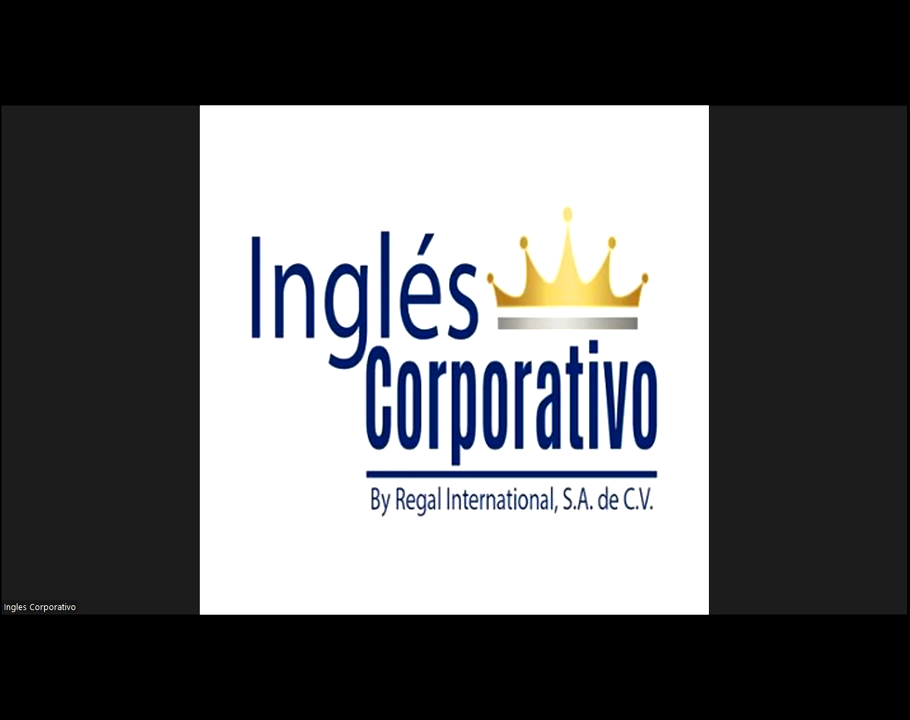 Inglés
Corporativo
By Regal International, S.A. de C.V.
Ingles Corporativo